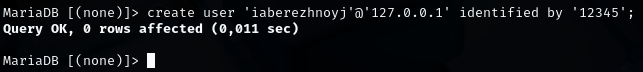 MariaDB [(none)]> create user 'iaberezhnoyj'@'127.0.0.1' identified by '12345';
Query OK, 0 rows affected (0,011 sec)
MariaDB [(none)]>